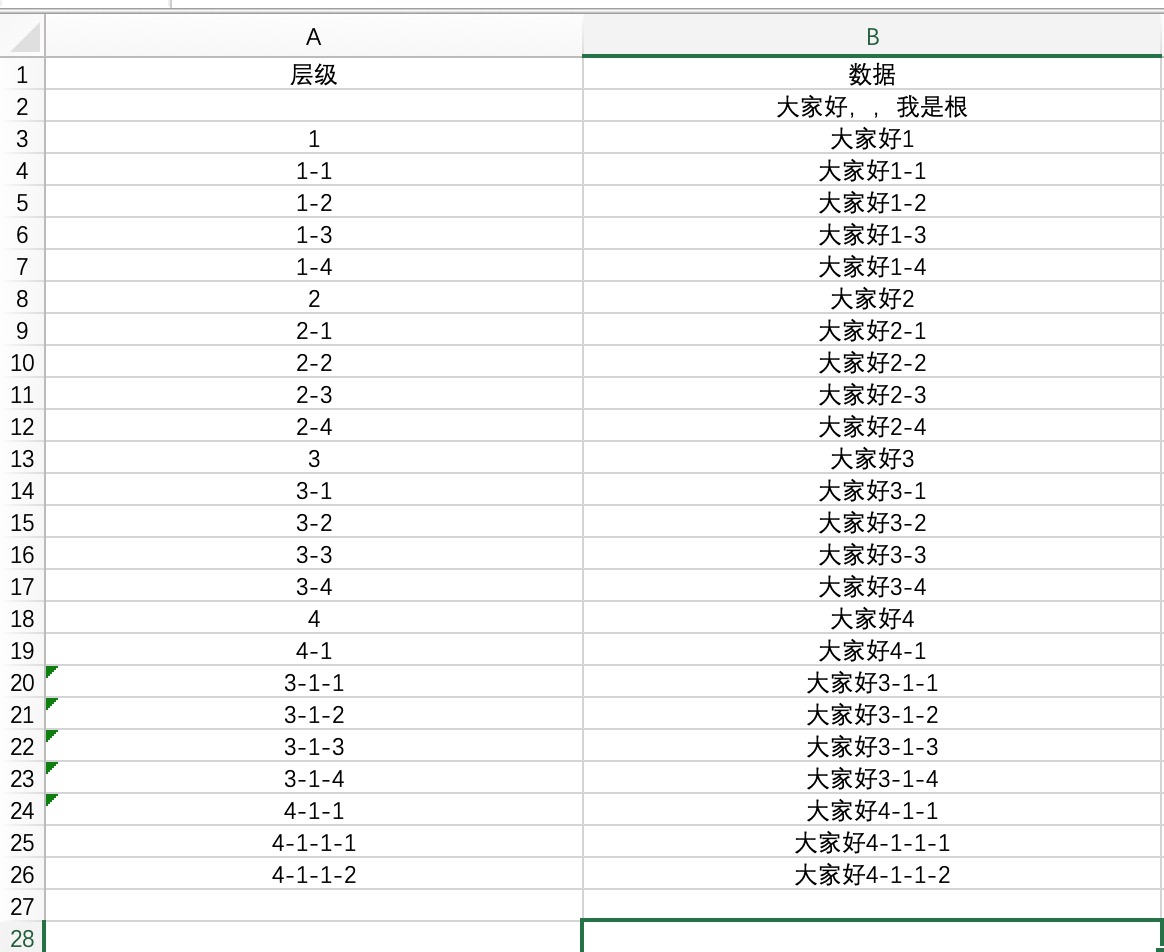 A B
1 层级 数据
2 大家好，，我是根
3 1 大家好1
4 1-1 大家好1-1
5 1-2 大家好1-2
6 1-3 大家好1-3
7 1-4 大家好1-4
8 2 大家好2
9 2-1 大家好2-1
10 2-2 大家好2-2
11 2-3 大家好2-3
12 2-4 大家好2-4
13 3 大家好3
14 3-1 大家好3-1
15 3-2 大家好3-2
16 3-3 大家好3-3
17 3-4 大家好3-4
18 4 大家好4
19 4-1 大家好4-1
20 3-1-1 大家好3-1-1
21 3-1-2 大家好3-1-2
22 3-1-3 大家好3-1-3
23 3-1-4 大家好3-1-4
24 4-1-1 大家好4-1-1
25 4-1-1-1 大家好4-1-1-1
26 4-1-1-2 大家好4-1-1-2
27
28